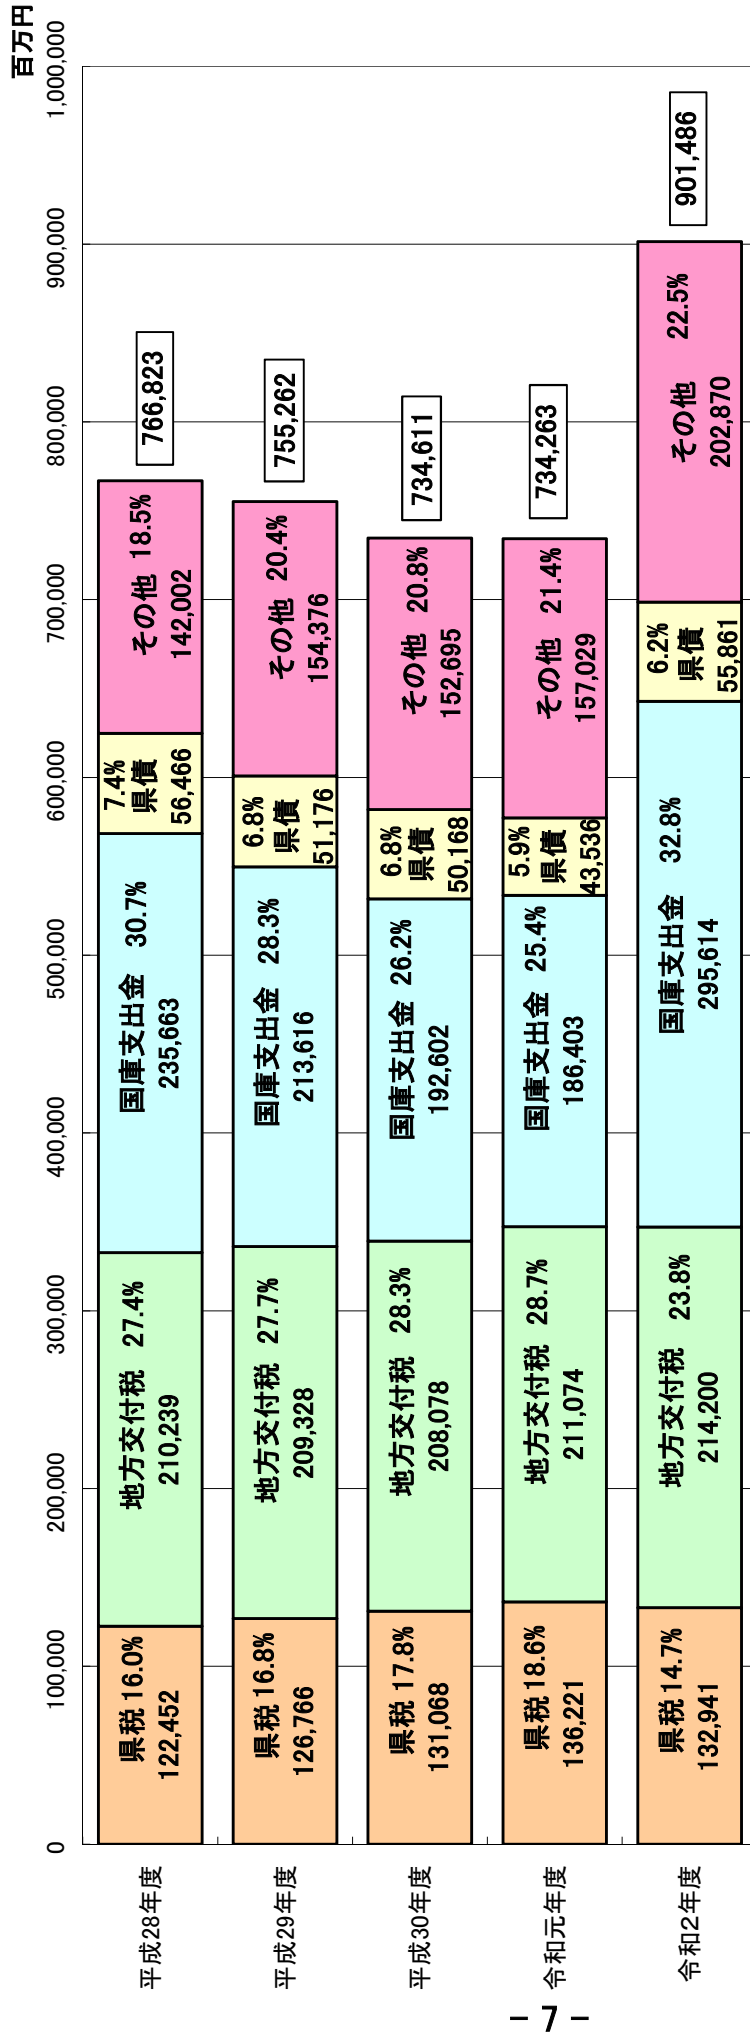 百万円
0
100,000
200,000
300,000
400,000
500,000
600,000
700,000
800,000
900,000
1,000,000
平成28年度
県税 16.0%
122,452
地方交付税 27.4%
210,239
国庫支出金 30.7%
235,663
7.4%
県債
56,466
その他 18.5%
142,002
766,823
平成29年度
県税 16.8%
126,766
地方交付税 27.7%
209,328
国庫支出金 28.3%
213,616
6.8%
県債
51,176
その他 20.4%
154,376
755,262
平成30年度
県税 17.8%
131,068
地方交付税 28.3%
208,078
国庫支出金 26.2%
192,602
6.8%
県債
50,168
その他 20.8%
152,695
734,611
令和元年度
県税 18.6%
136,221
地方交付税 28.7%
211,074
国庫支出金 25.4%
186,403
5.9%
県債
43,536
その他 21.4%
157,029
734,263
令和2年度
県税 14.7%
132,941
地方交付税 23.8%
214,200
国庫支出金 32.8%
295,614
6.2%
県債
55,861
その他 22.5%
202,870
901,486
－ 7 －